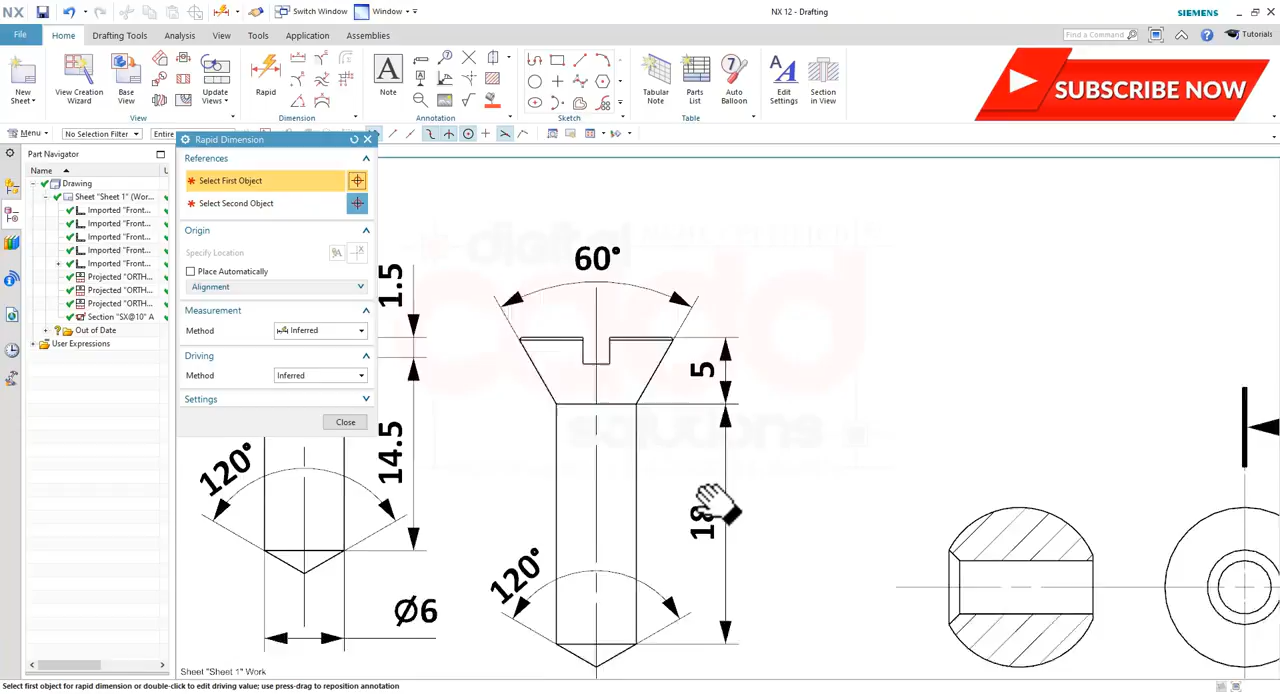 NX
Switch Window
Window
NX 12 - Drafting
SIEMENS
File
Home
Drafting Tools
Analysis
View
Tools
Application
Assemblies
Find a Command
Tutorials
New
Sheet
View Creation
Wizard
Base
View
Update
Views
Rapid
Note
Tabular
Note
Parts
List
Auto
Balloon
Edit
Settings
Section
in View
View
Dimension
Annotation
Sketch
Table
SUBSCRIBE NOW
Menu
No Selection Filter
Entire
Part Navigator
Name
Drawing
Sheet "Sheet 1" (Wor...
Imported "Front...
Imported "Front...
Imported "Front...
Imported "Front...
Imported "Front...
Projected "ORTH...
Projected "ORTH...
Projected "ORTH...
Section "SX@10" A
Out of Date
User Expressions
Rapid Dimension
References
Select First Object
Select Second Object
Origin
Specify Location
Place Automatically
Alignment
Measurement
Method
Inferred
Driving
Method
Inferred
Settings
Close
digital
cadd
solutions
1.5
60°
5
14.5
120°
Ø6
120°
Sheet "Sheet 1" Work
Select first object for rapid dimension or double-click to edit driving value; use press-drag to reposition annotation